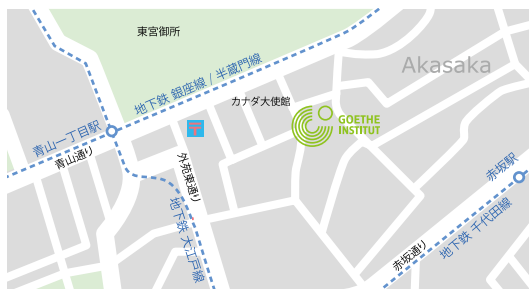 東宮御所
地下鉄 銀座線 / 半蔵門線
Akasaka
カナダ大使館
GOETHE
INSTITUT
青山一丁目駅
青山通り
外苑東通り
赤坂駅
地下鉄 大江戸線
赤坂通り
地下鉄 千代田線